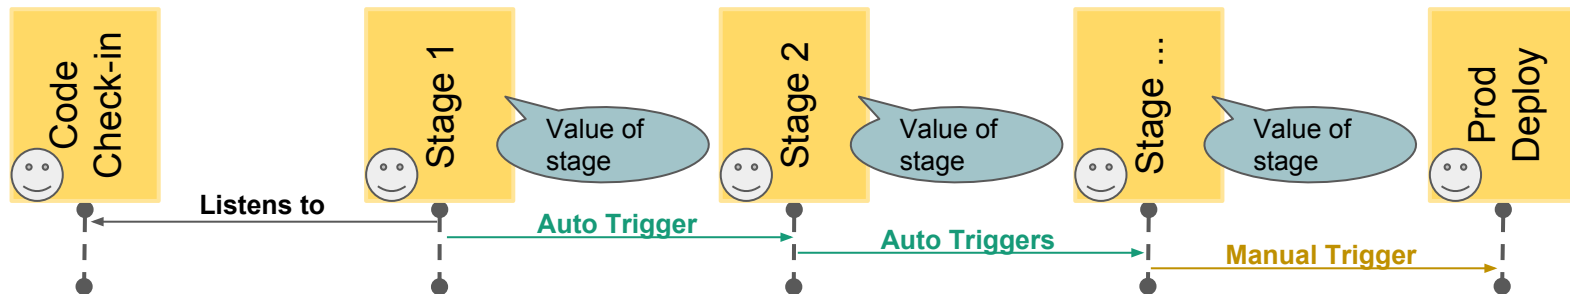 Code
Check-in
Stage 1
Value of
stage
Stage 2
Value of
stage
Stage ...
Value of
stage
Prod
Deploy
Listens to
Auto Trigger
Auto Triggers
Manual Trigger